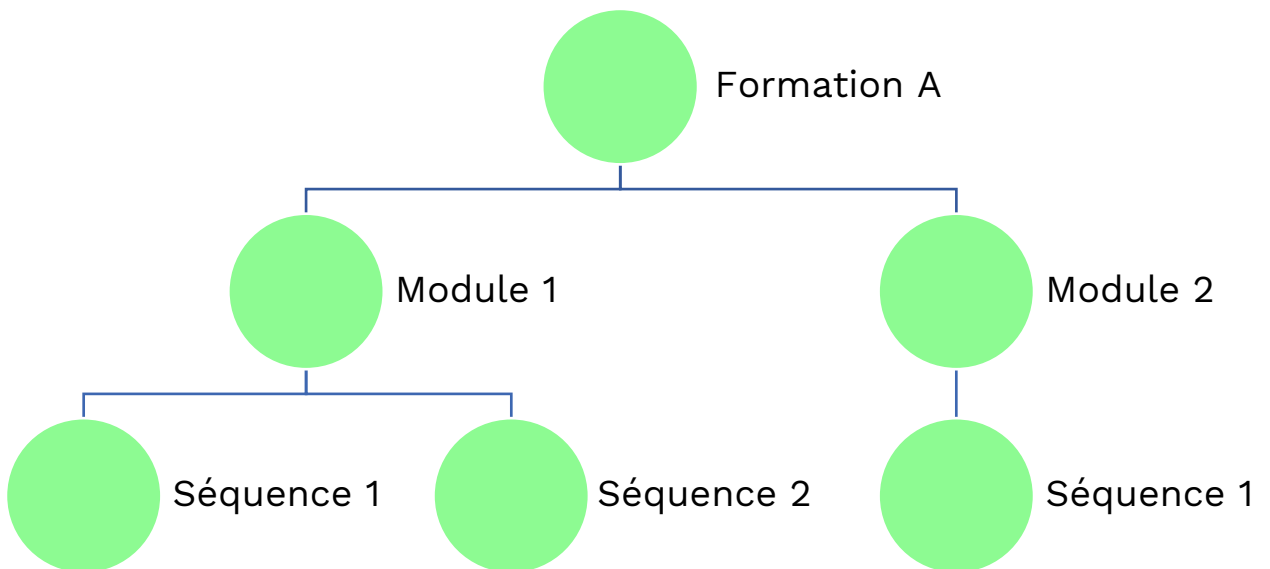 Formation A
Module 1
Module 2
Séquence 1
Séquence 2
Séquence 1